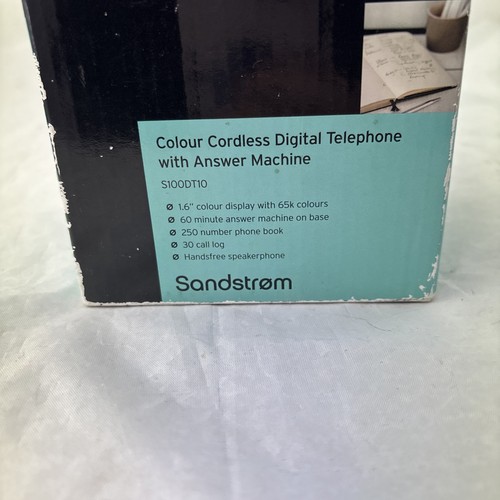 Colour Cordless Digital Telephone
with Answer Machine
S100DT10
1.6" colour display with 65k colours
60 minute answer machine on base
250 number phone book
30 call log
Handsfree speakerphone
Sandstrøm